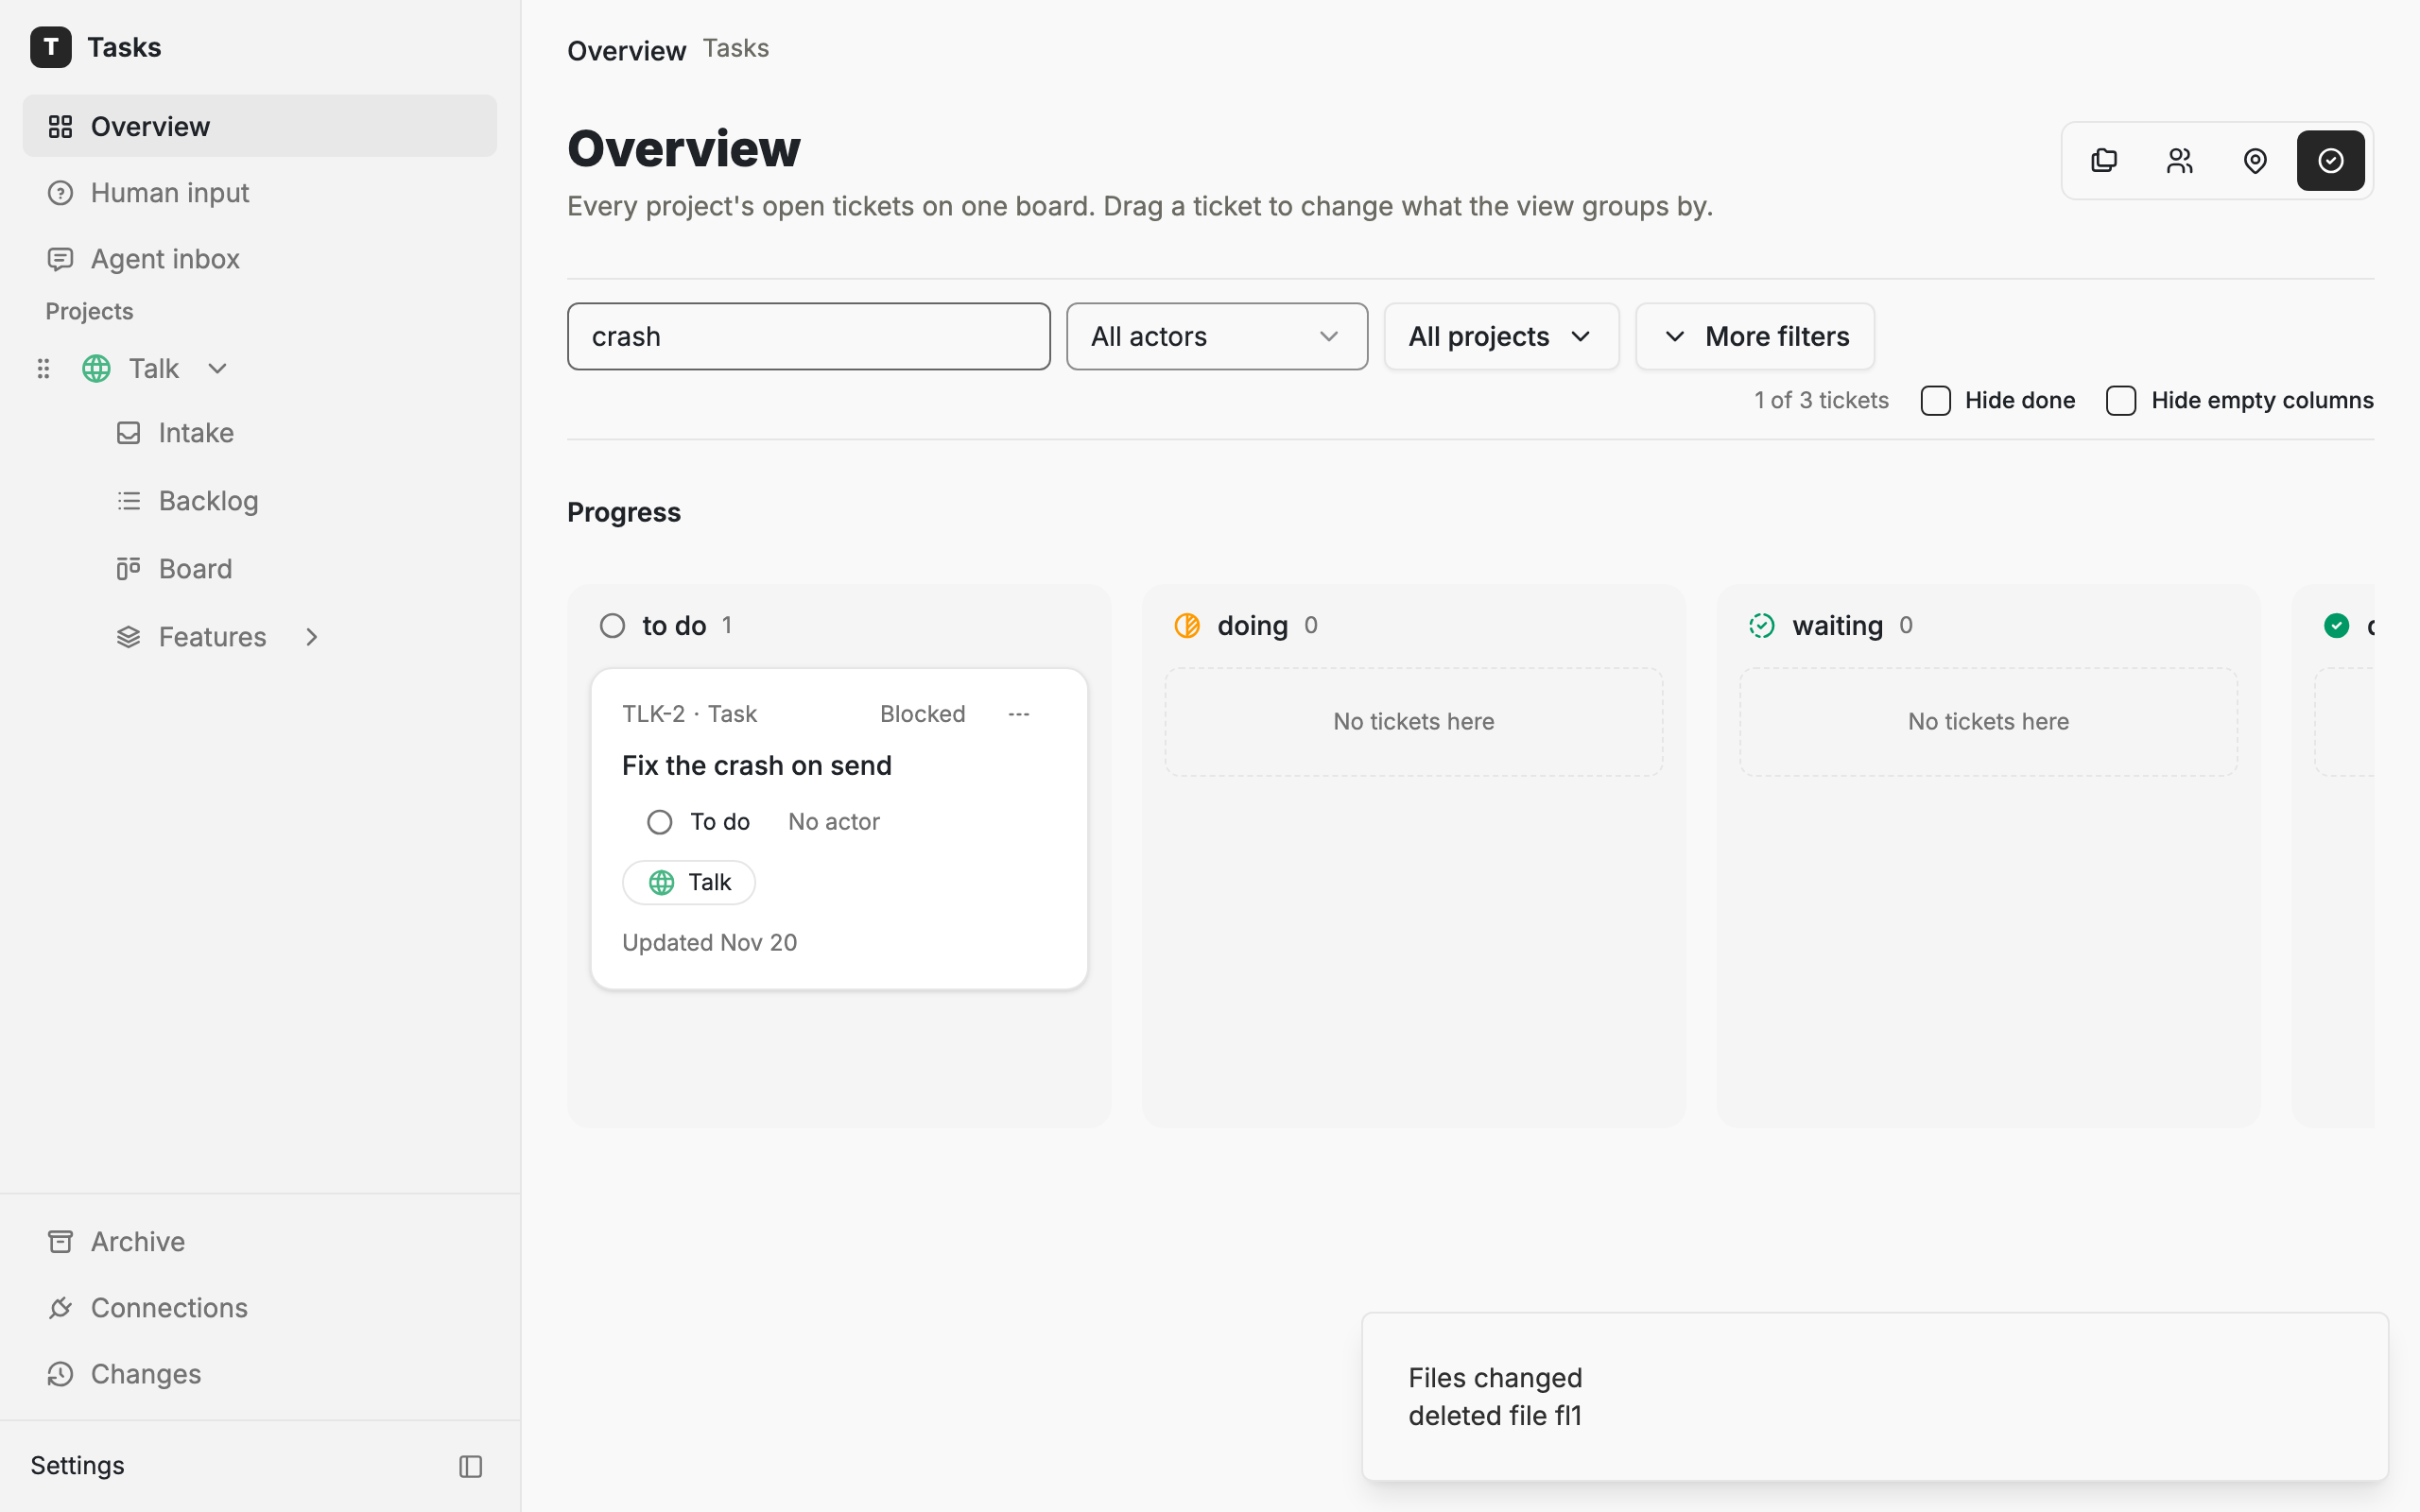 T Tasks
Overview
Human input
Agent inbox
Projects
Talk
Intake
Backlog
Board
Features
Archive
Connections
Changes
Settings
Overview Tasks
Overview
Every project's open tickets on one board. Drag a ticket to change what the view groups by.
crash All actors All projects More filters
1 of 3 tickets Hide done Hide empty columns
Progress
to do 1
TLK-2 · Task Blocked
Fix the crash on send
To do No actor
Talk
Updated Nov 20
doing 0
No tickets here
waiting 0
No tickets here
Files changed
deleted file fl1